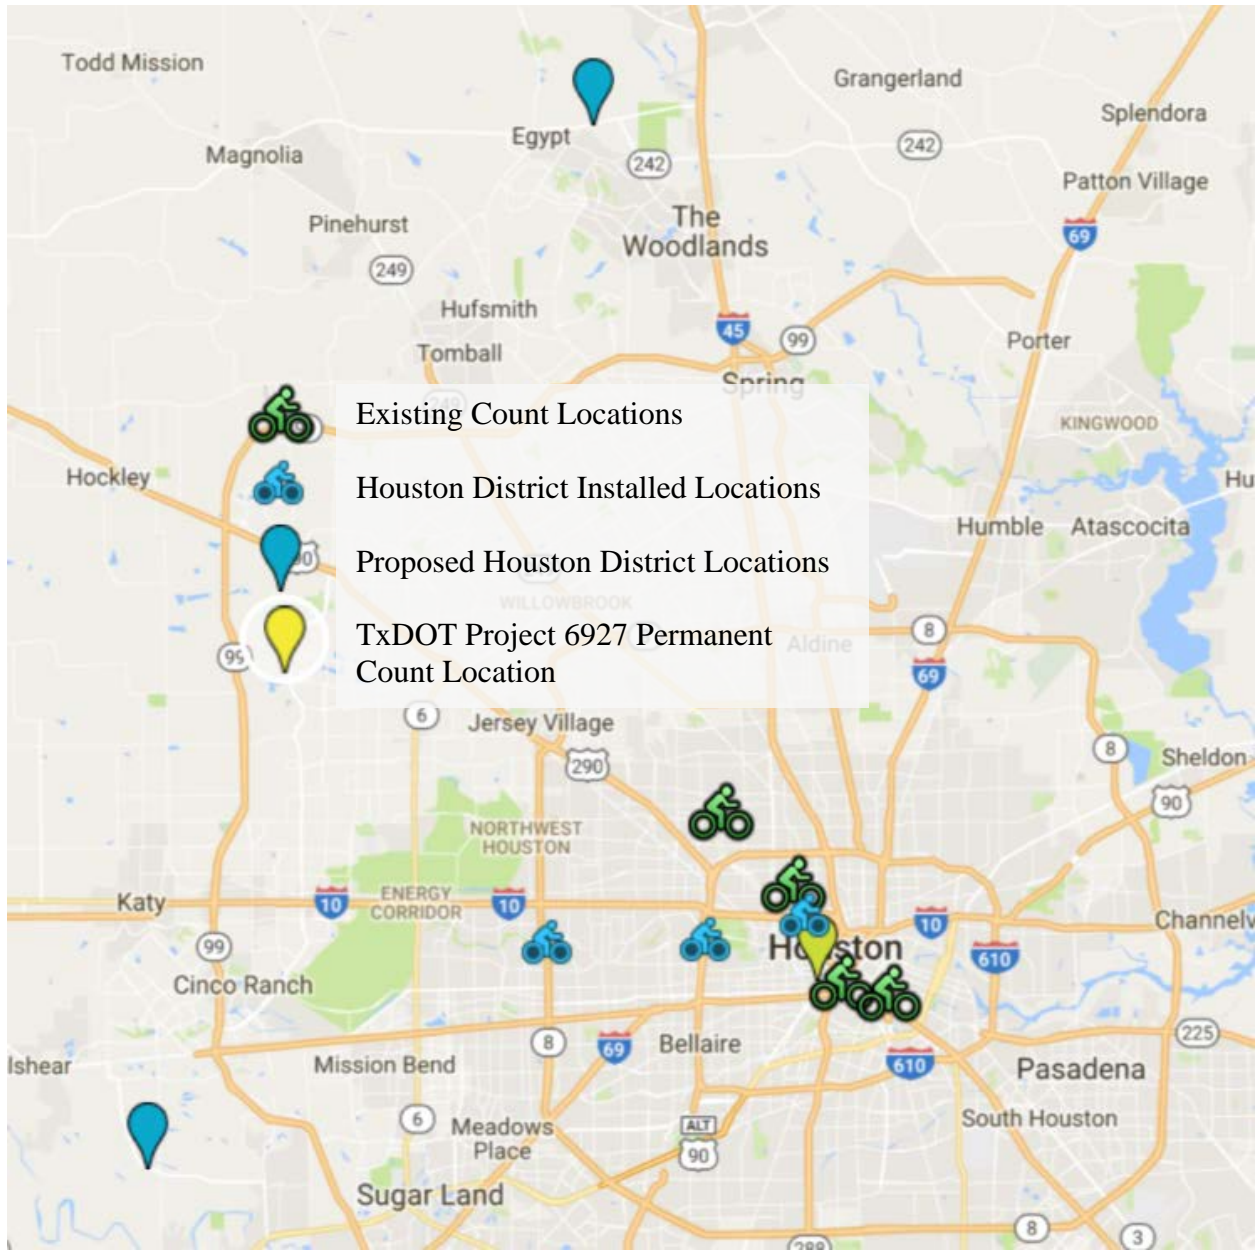 Todd Mission
Grangerland
Splendora
Egypt
242
242
Magnolia
Patton Village
Pinehurst
The
Woodlands
69
249
Hufsmith
45
99
Porter
Tomball
Spring
249
Existing Count Locations
KINGWOOD
Hockley
Houston District Installed Locations
Hu
Humble
Atascocita
Proposed Houston District Locations
WILLOWBROOK
TxDOT Project 6927 Permanent
Count Location
Aldine
8
99
69
6
Jersey Village
8
Sheldon
290
90
NORTHWEST
HOUSTON
Katy
10
ENERGY
CORRIDOR
10
10
Channelv
99
Houston
610
Cinco Ranch
8
69
Bellaire
225
lshear
Mission Bend
610
Pasadena
6
Meadows
Place
ALT
90
South Houston
Sugar Land
288
8
3